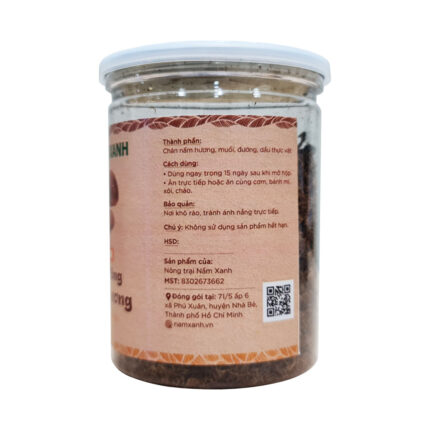 ANH
ơng
Thành phần:
Chân nấm hương, muối, đường, dầu thực vật
Cách dùng:
• Dùng ngay trong 15 ngày sau khi mở hộp.
• Ăn trực tiếp hoặc ăn cùng cơm, bánh mì,
xôi, cháo.
Bảo quản:
Nơi khô ráo, tránh ánh nắng trực tiếp.
Chú ý: Không sử dụng sản phẩm hết hạn.
HSD:
Sản phẩm của:
Nông trại Nấm Xanh
MST: 8302673662
Đóng gói tại: 71/5 ấp 6
xã Phú Xuân, huyện Nhà Bè,
Thành phố Hồ Chí Minh
namxanh.vn